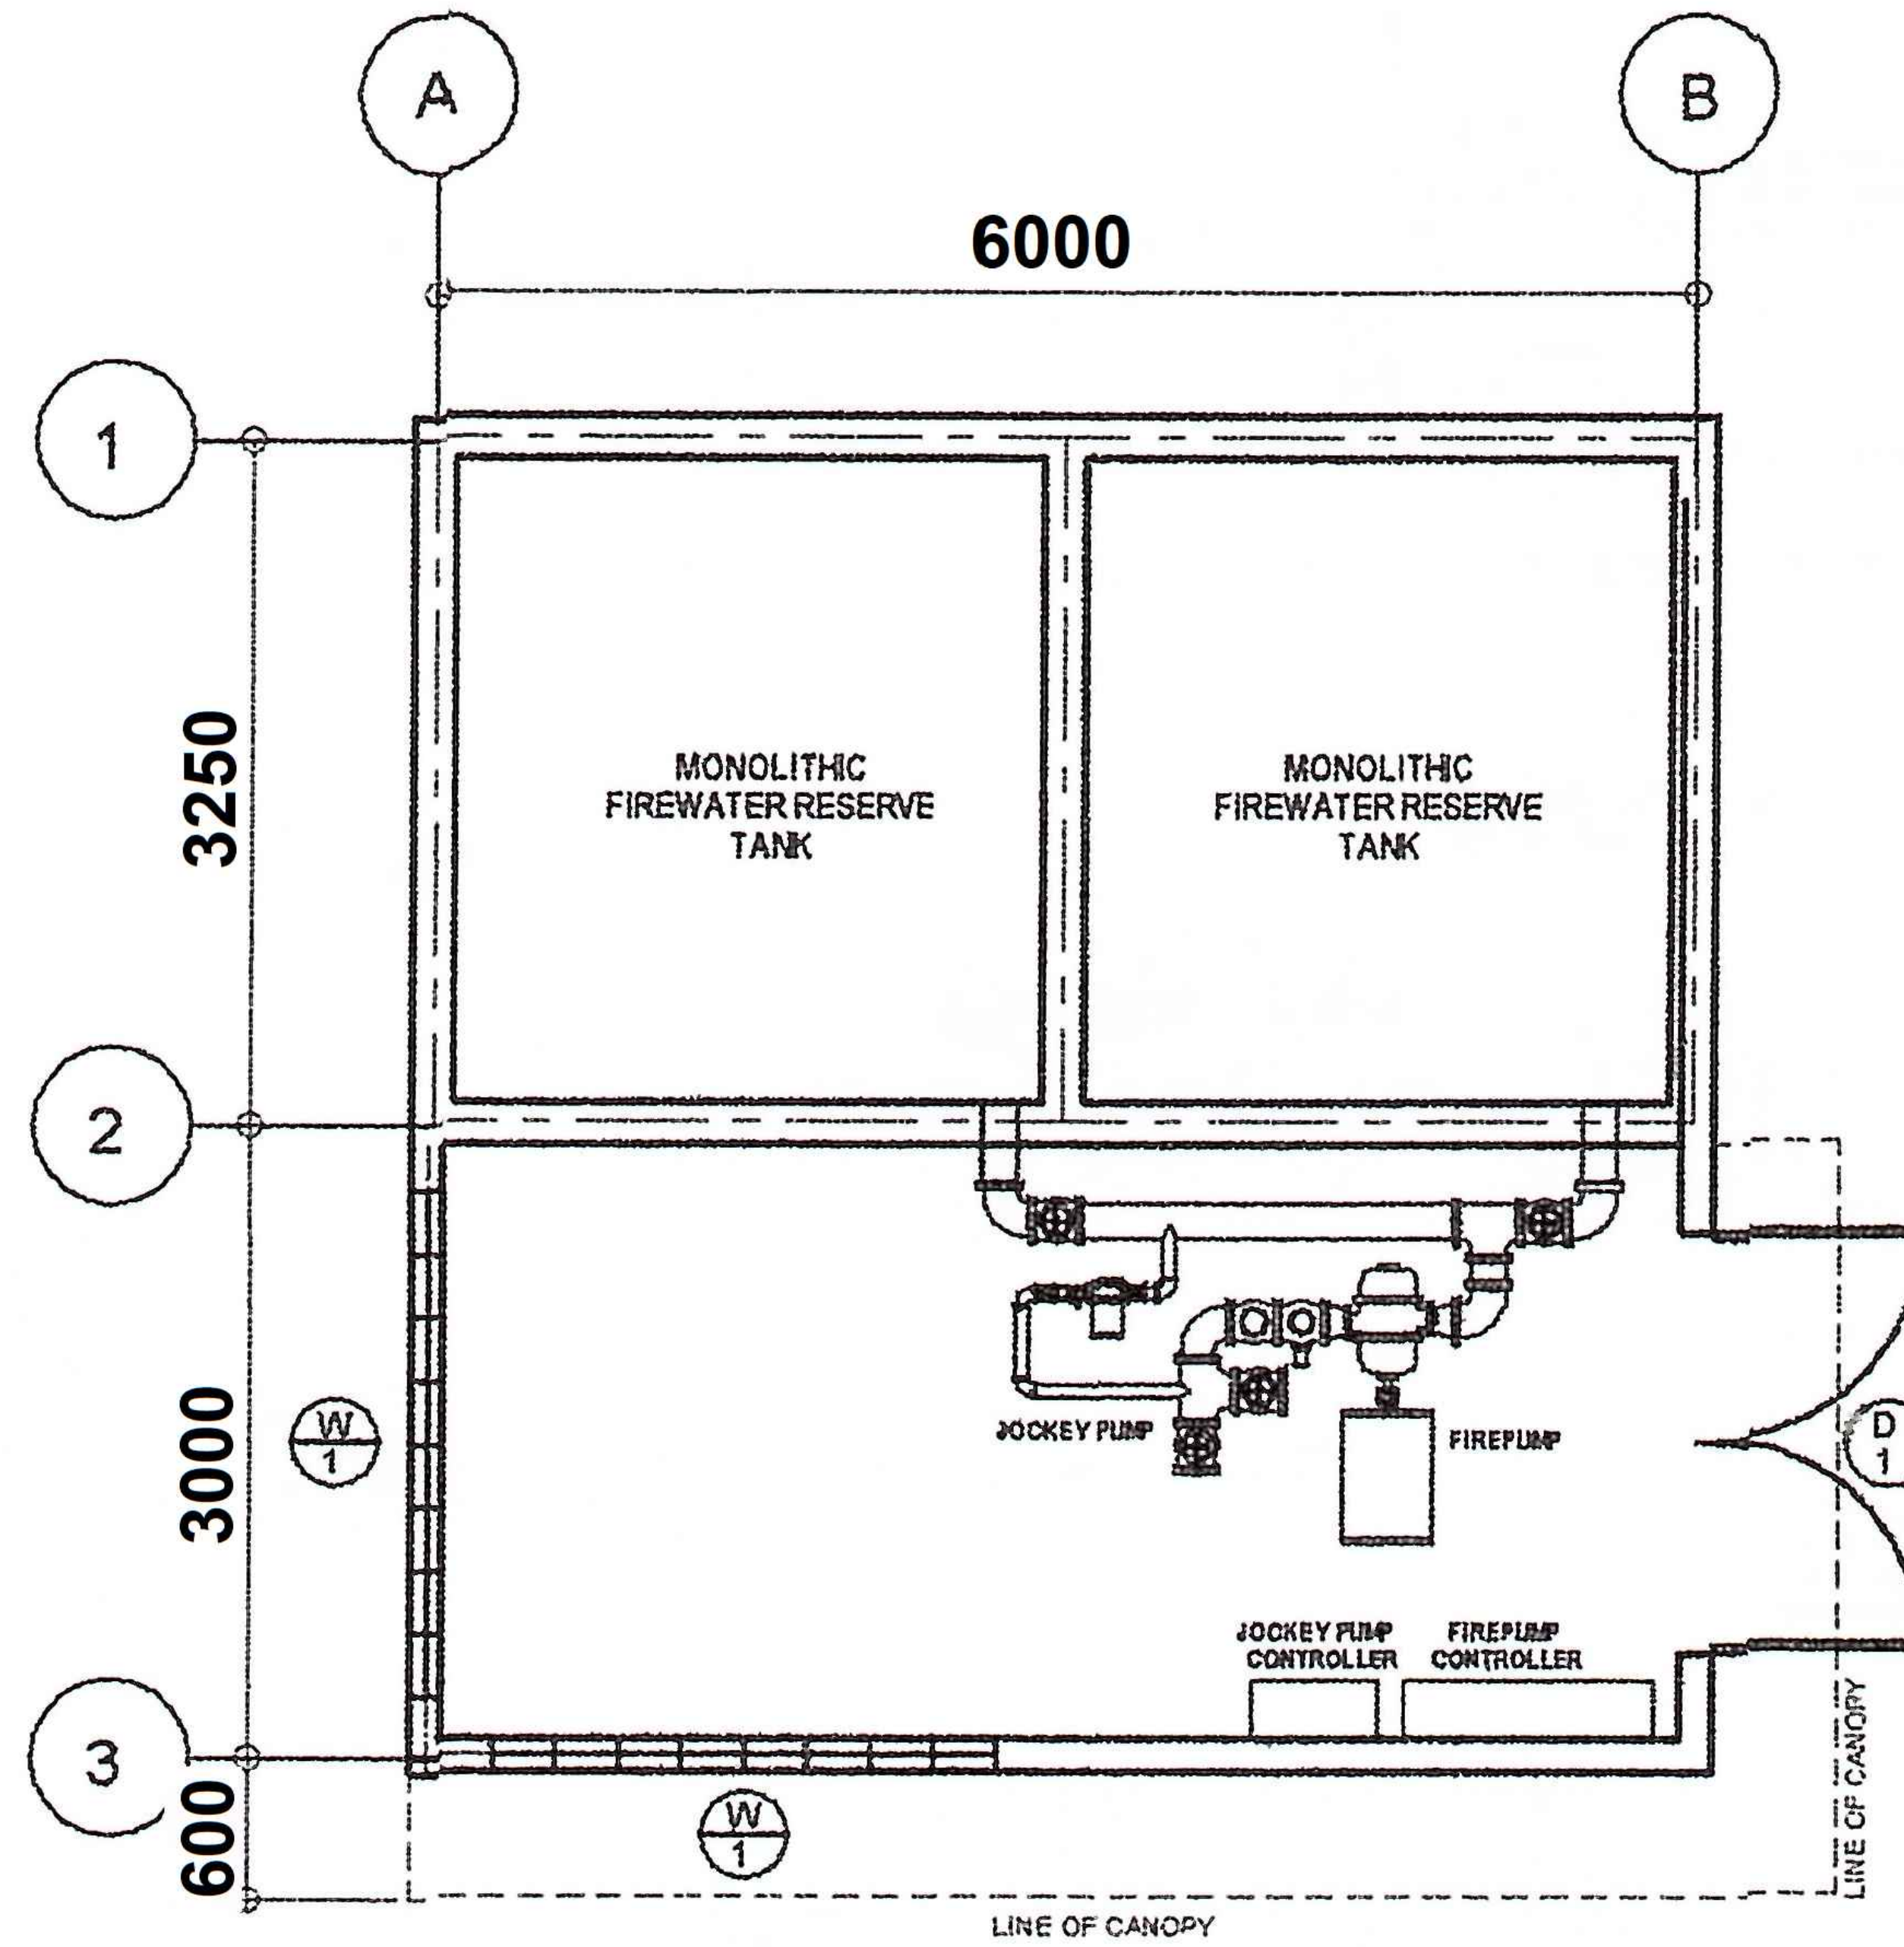 A
B
6000
1
3250
MONOLITHIC
FIREWATER RESERVE
TANK
MONOLITHIC
FIREWATER RESERVE
TANK
2
3000
W
1
JOCKEY PUMP
FIREPUMP
D
1
JOCKEY PUMP
CONTROLLER
FIREPUMP
CONTROLLER
3
600
W
1
LINE OF CANOPY
LINE OF CANOPY